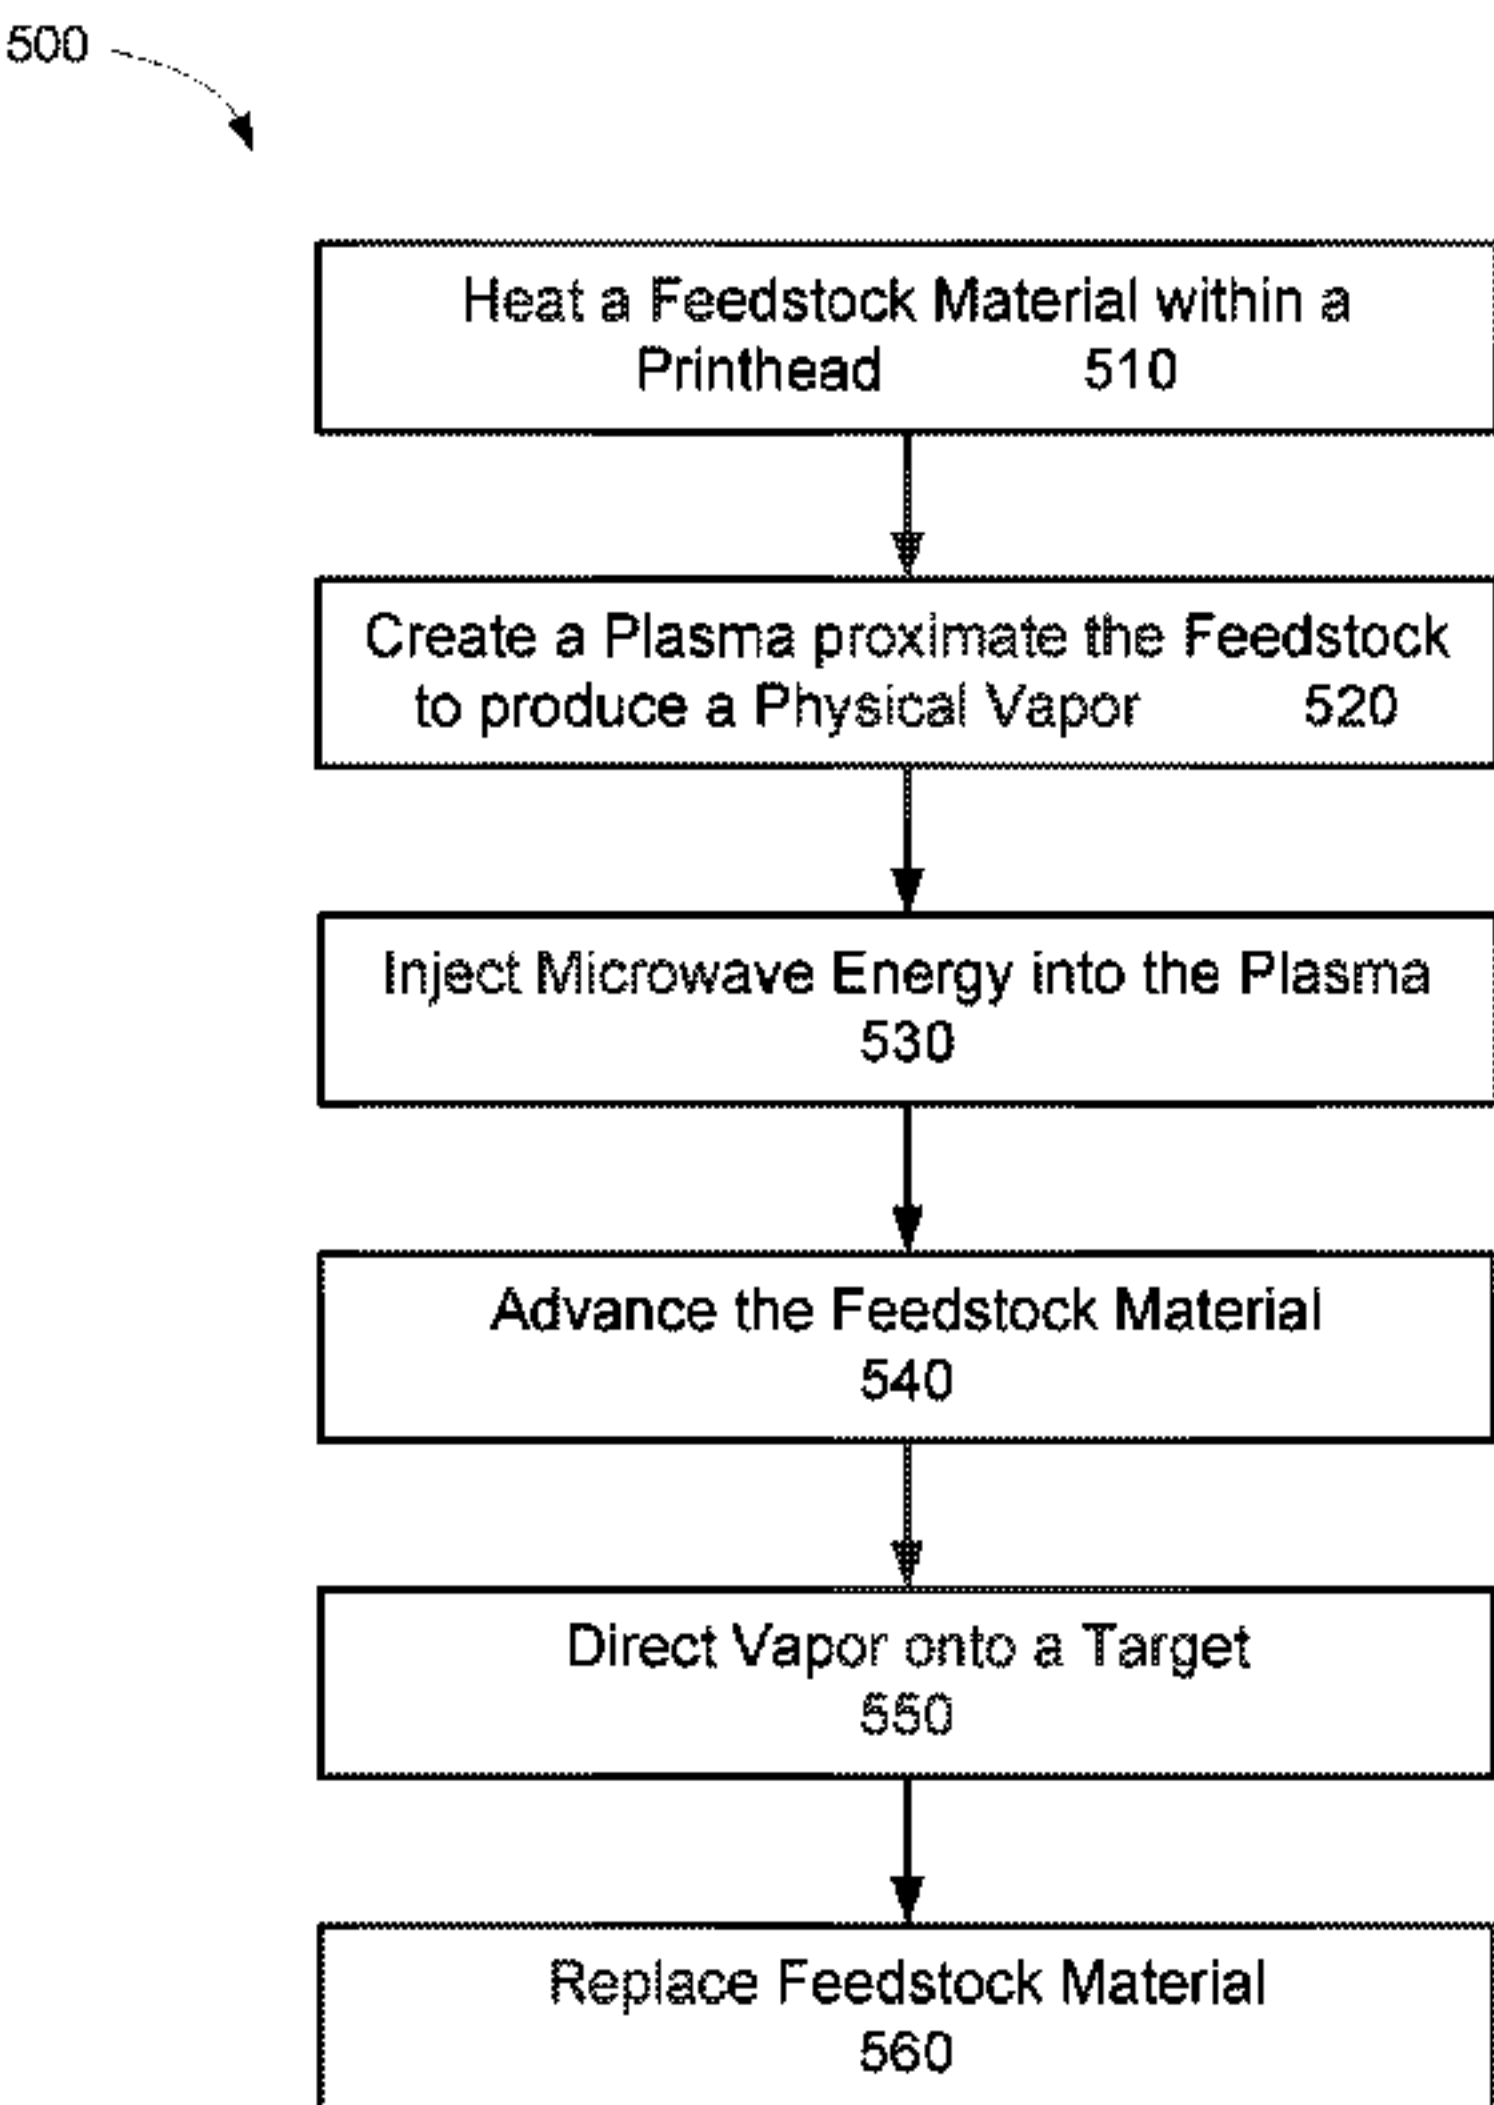 500
Heat a Feedstock Material within a
Printhead 510
Create a Plasma proximate the Feedstock
to produce a Physical Vapor 520
Inject Microwave Energy into the Plasma
530
Advance the Feedstock Material
540
Direct Vapor onto a Target
550
Replace Feedstock Material
560